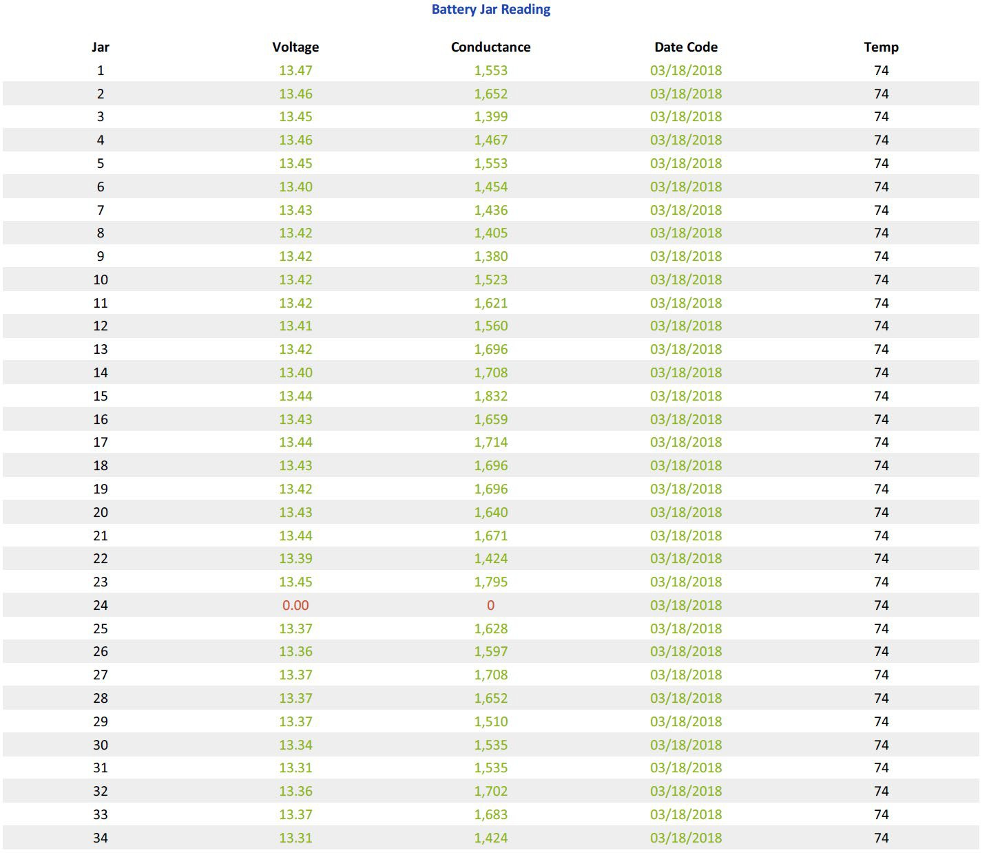 Battery Jar Reading
Jar Voltage Conductance Date Code Temp
1 13.47 1,553 03/18/2018 74
2 13.46 1,652 03/18/2018 74
3 13.45 1,399 03/18/2018 74
4 13.46 1,467 03/18/2018 74
5 13.45 1,553 03/18/2018 74
6 13.40 1,454 03/18/2018 74
7 13.43 1,436 03/18/2018 74
8 13.42 1,405 03/18/2018 74
9 13.42 1,380 03/18/2018 74
10 13.42 1,523 03/18/2018 74
11 13.42 1,621 03/18/2018 74
12 13.41 1,560 03/18/2018 74
13 13.42 1,696 03/18/2018 74
14 13.40 1,708 03/18/2018 74
15 13.44 1,832 03/18/2018 74
16 13.43 1,659 03/18/2018 74
17 13.44 1,714 03/18/2018 74
18 13.43 1,696 03/18/2018 74
19 13.42 1,696 03/18/2018 74
20 13.43 1,640 03/18/2018 74
21 13.44 1,671 03/18/2018 74
22 13.39 1,424 03/18/2018 74
23 13.45 1,795 03/18/2018 74
24 0.00 0 03/18/2018 74
25 13.37 1,628 03/18/2018 74
26 13.36 1,597 03/18/2018 74
27 13.37 1,708 03/18/2018 74
28 13.37 1,652 03/18/2018 74
29 13.37 1,510 03/18/2018 74
30 13.34 1,535 03/18/2018 74
31 13.31 1,535 03/18/2018 74
32 13.36 1,702 03/18/2018 74
33 13.37 1,683 03/18/2018 74
34 13.31 1,424 03/18/2018 74